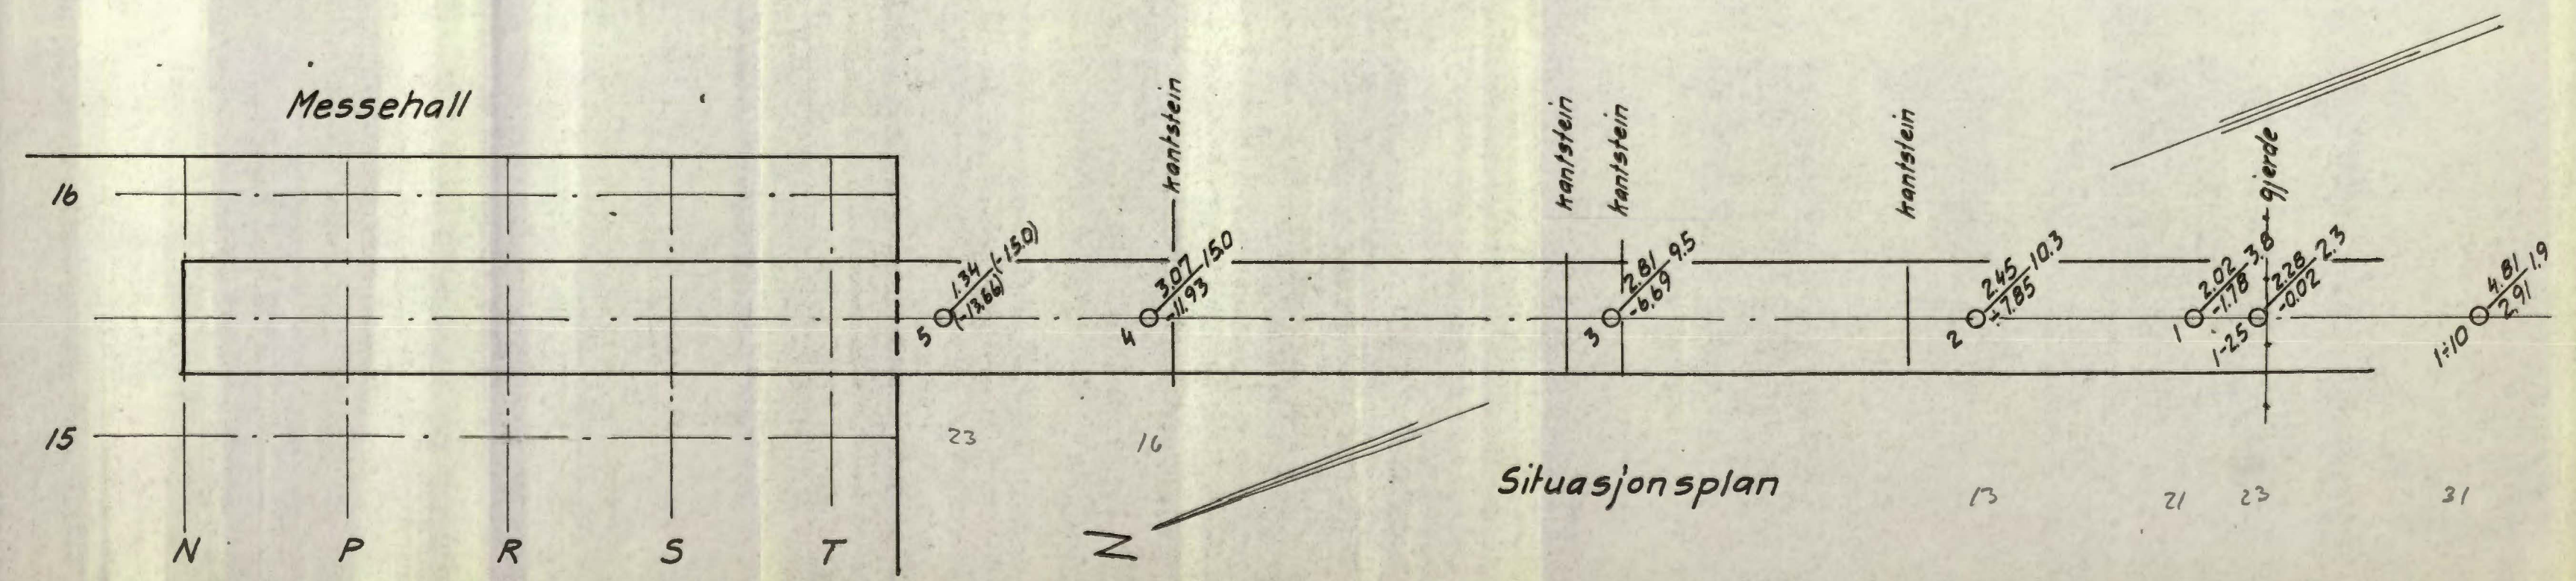 Messehall
kantstein
kantstein
kantstein
kantstein
gjerde
16
1.34 (-15.0)
(-13.66)
5
3.07 15.0
-11.93
4
2.81 9.5
-6.69
3
2.45 10.3
÷7.85
2
2.02 3.8
-1.78
1
2.28 2.3
-0.02
1-2.5
4.81 1.9
2.91
1÷10
15
23
16
Situasjonsplan
13
21
23
31
N
P
R
S
T
N